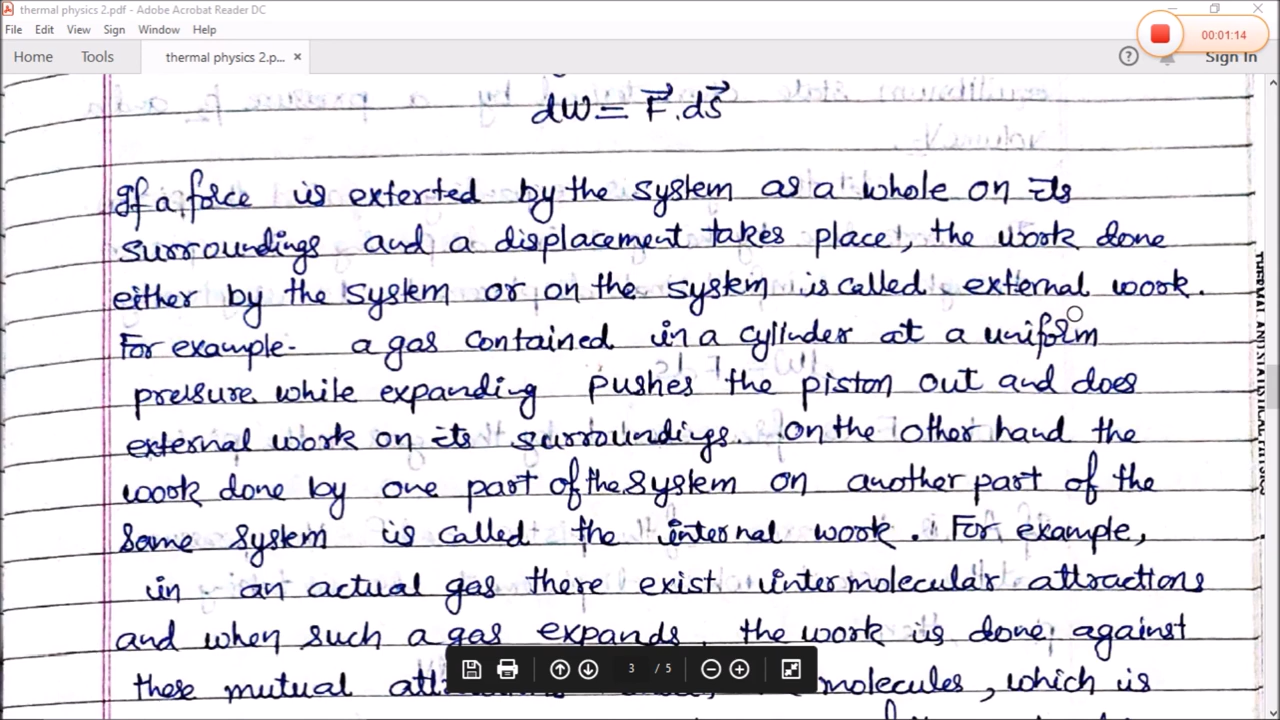 thermal physics 2.pdf - Adobe Acrobat Reader DC
File Edit View Sign Window Help
00:01:14
Home Tools thermal physics 2.p... × ? Sign In
dW = F⃗.dS⃗
If a force is exterted by the system as a whole on its
surroundings and a displacement takes place, the work done
either by the system or on the system is called external work.
For example- a gas contained in a cylinder at a uniform
pressure while expanding pushes the piston out and does
external work on its surroundings. On the other hand the
work done by one part of the system on another part of the
same system is called the internal work. For example,
in an actual gas there exist intermolecular attractions
and when such a gas expands, the work is done against
3 / 5
these mutual molecules, which is